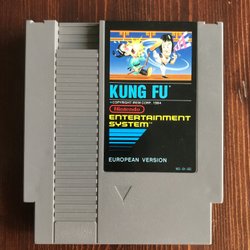 KUNG FU
©COPYRIGHT IREM CORP. 1984
Nintendo
ENTERTAINMENT
SYSTEM
EUROPEAN VERSION